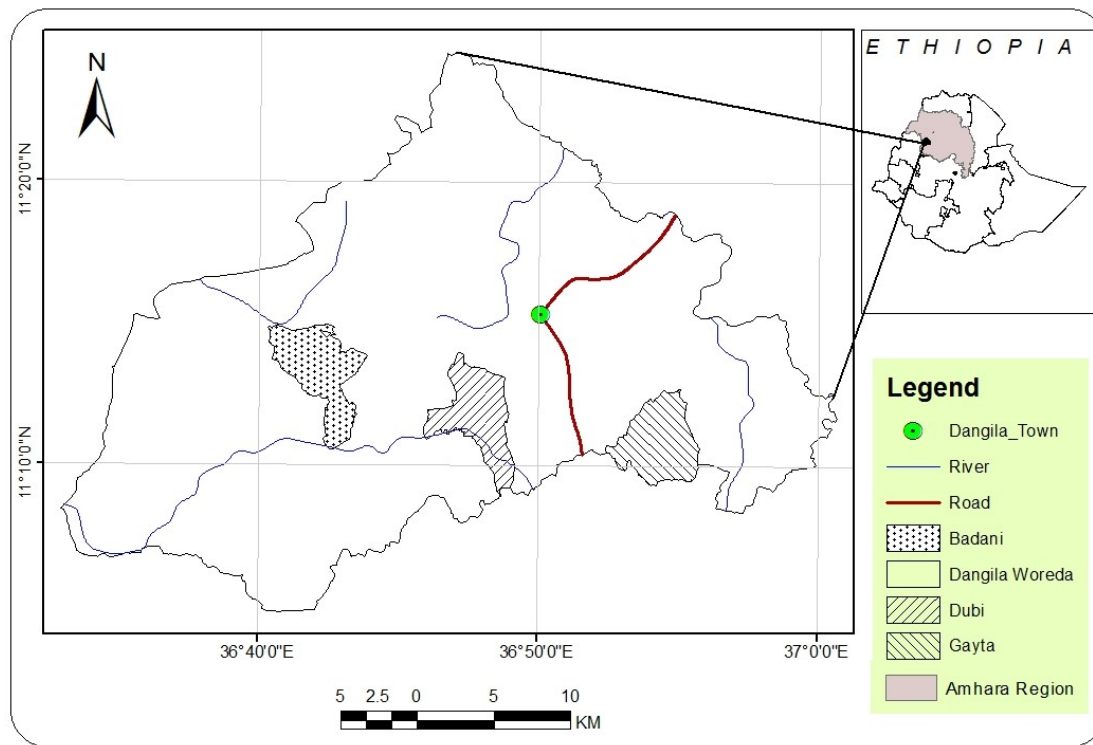 N
E T H I O P I A
11°20'0"N
11°10'0"N
36°40'0"E
36°50'0"E
37°0'0"E
5 2.5 0 5 10
KM
Legend
Dangila_Town
River
Road
Badani
Dangila Woreda
Dubi
Gayta
Amhara Region